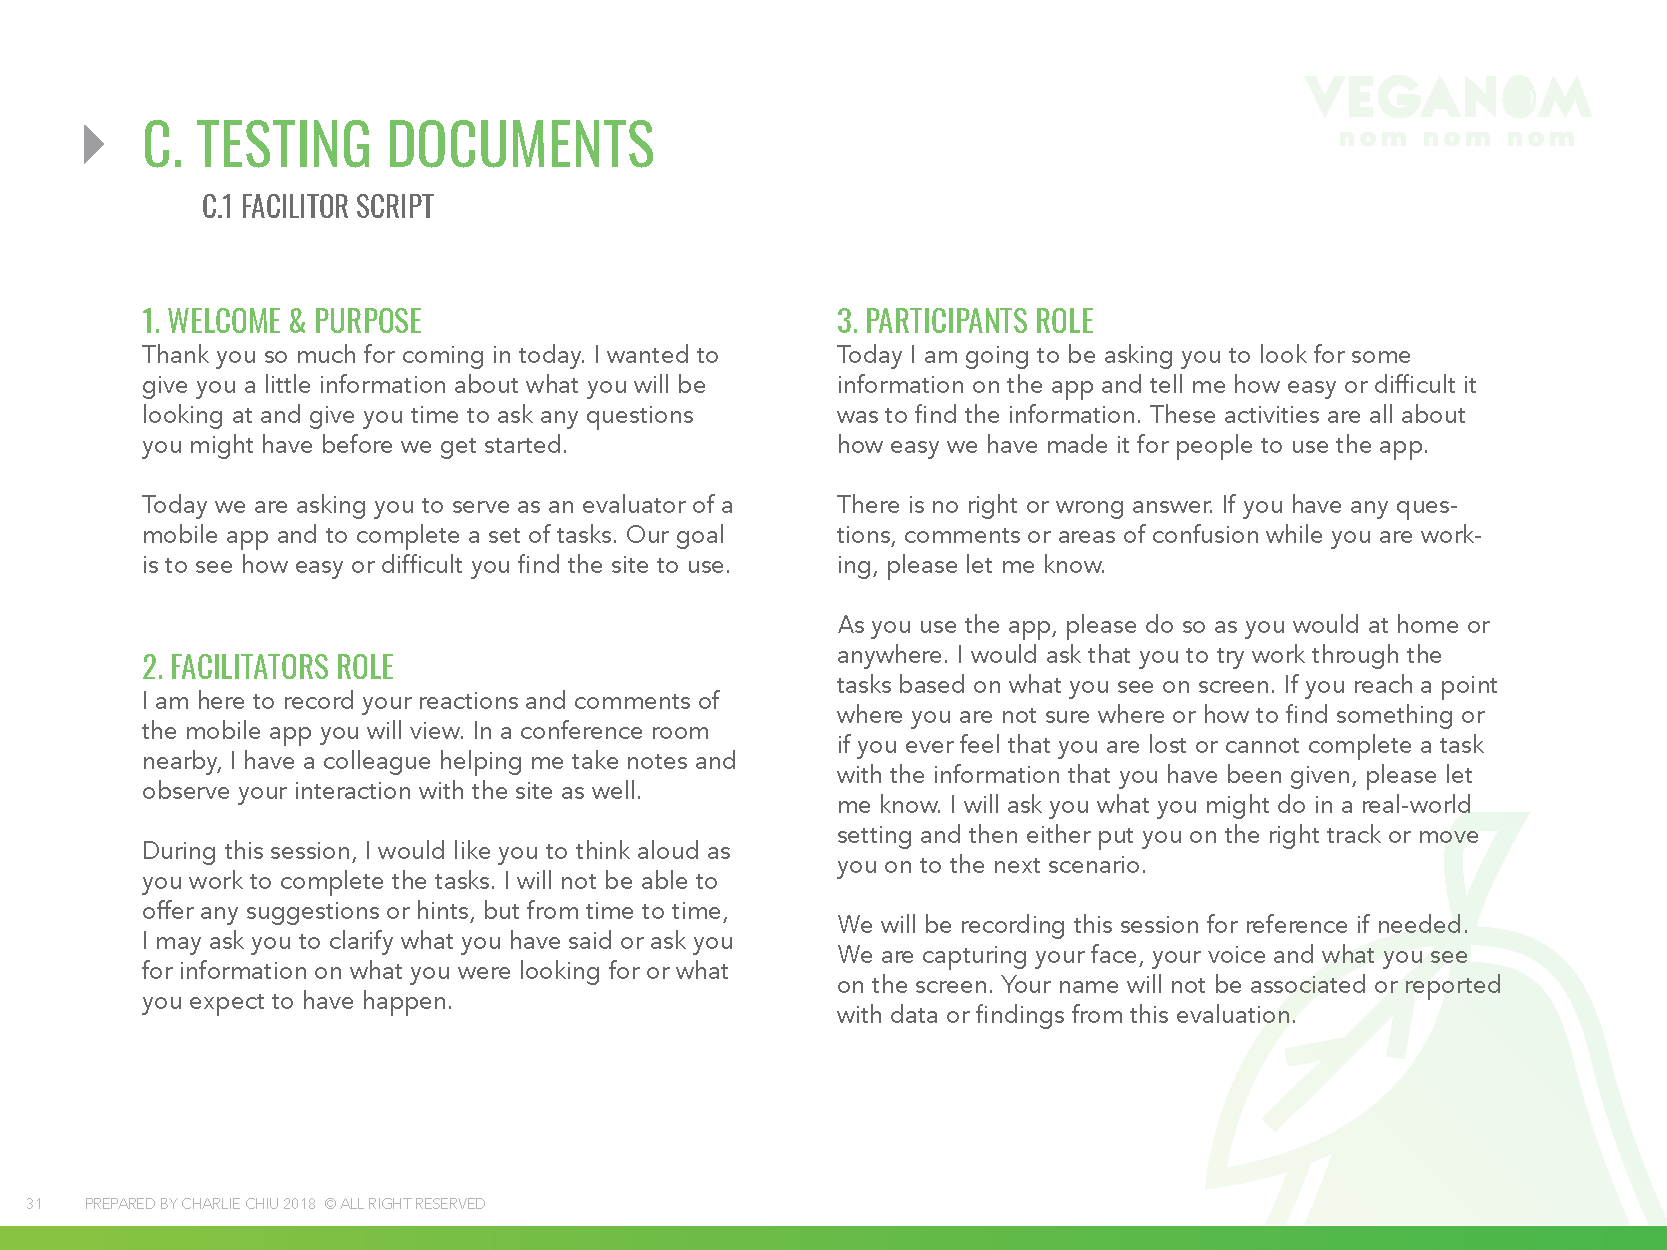 VEGANOM
nom nom nom
C. TESTING DOCUMENTS
C.1 FACILITOR SCRIPT
1. WELCOME & PURPOSE
Thank you so much for coming in today. I wanted to
give you a little information about what you will be
looking at and give you time to ask any questions
you might have before we get started.
Today we are asking you to serve as an evaluator of a
mobile app and to complete a set of tasks. Our goal
is to see how easy or difficult you find the site to use.
2. FACILITATORS ROLE
I am here to record your reactions and comments of
the mobile app you will view. In a conference room
nearby, I have a colleague helping me take notes and
observe your interaction with the site as well.
During this session, I would like you to think aloud as
you work to complete the tasks. I will not be able to
offer any suggestions or hints, but from time to time,
I may ask you to clarify what you have said or ask you
for information on what you were looking for or what
you expect to have happen.
3. PARTICIPANTS ROLE
Today I am going to be asking you to look for some
information on the app and tell me how easy or difficult it
was to find the information. These activities are all about
how easy we have made it for people to use the app.
There is no right or wrong answer. If you have any ques-
tions, comments or areas of confusion while you are work-
ing, please let me know.
As you use the app, please do so as you would at home or
anywhere. I would ask that you to try work through the
tasks based on what you see on screen. If you reach a point
where you are not sure where or how to find something or
if you ever feel that you are lost or cannot complete a task
with the information that you have been given, please let
me know. I will ask you what you might do in a real-world
setting and then either put you on the right track or move
you on to the next scenario.
We will be recording this session for reference if needed.
We are capturing your face, your voice and what you see
on the screen. Your name will not be associated or reported
with data or findings from this evaluation.
31 PREPARED BY CHARLIE CHIU 2018 © ALL RIGHT RESERVED